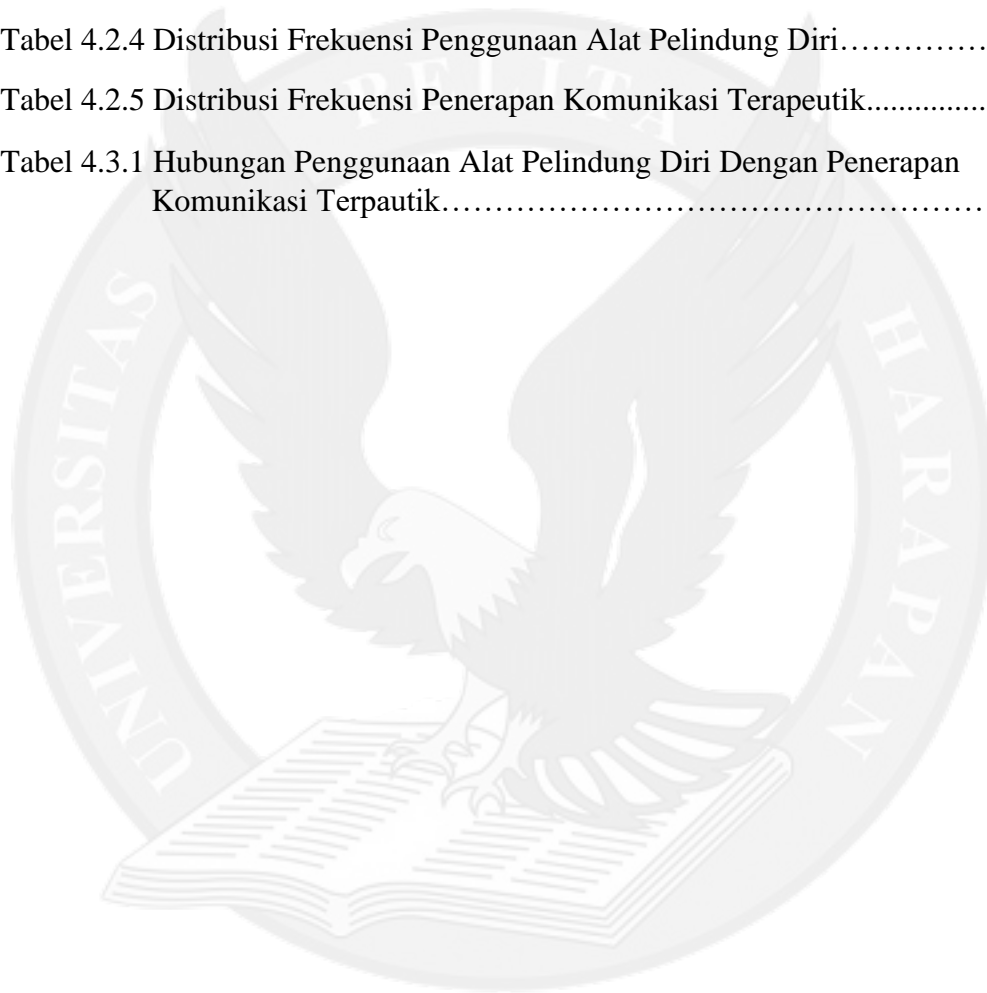 Tabel 4.2.4 Distribusi Frekuensi Penggunaan Alat Pelindung Diri……………
Tabel 4.2.5 Distribusi Frekuensi Penerapan Komunikasi Terapeutik...............
Tabel 4.3.1 Hubungan Penggunaan Alat Pelindung Diri Dengan Penerapan
Komunikasi Terpautik……………………………………………
UNIVERSITAS PELITA HARAPAN